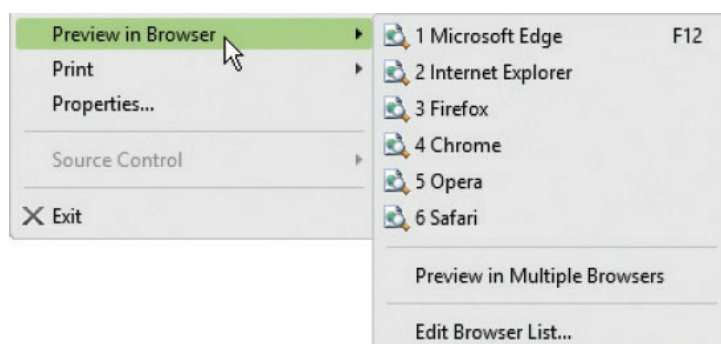 Preview in Browser
Print
Properties...
Source Control
Exit
1 Microsoft Edge F12
2 Internet Explorer
3 Firefox
4 Chrome
5 Opera
6 Safari
Preview in Multiple Browsers
Edit Browser List...